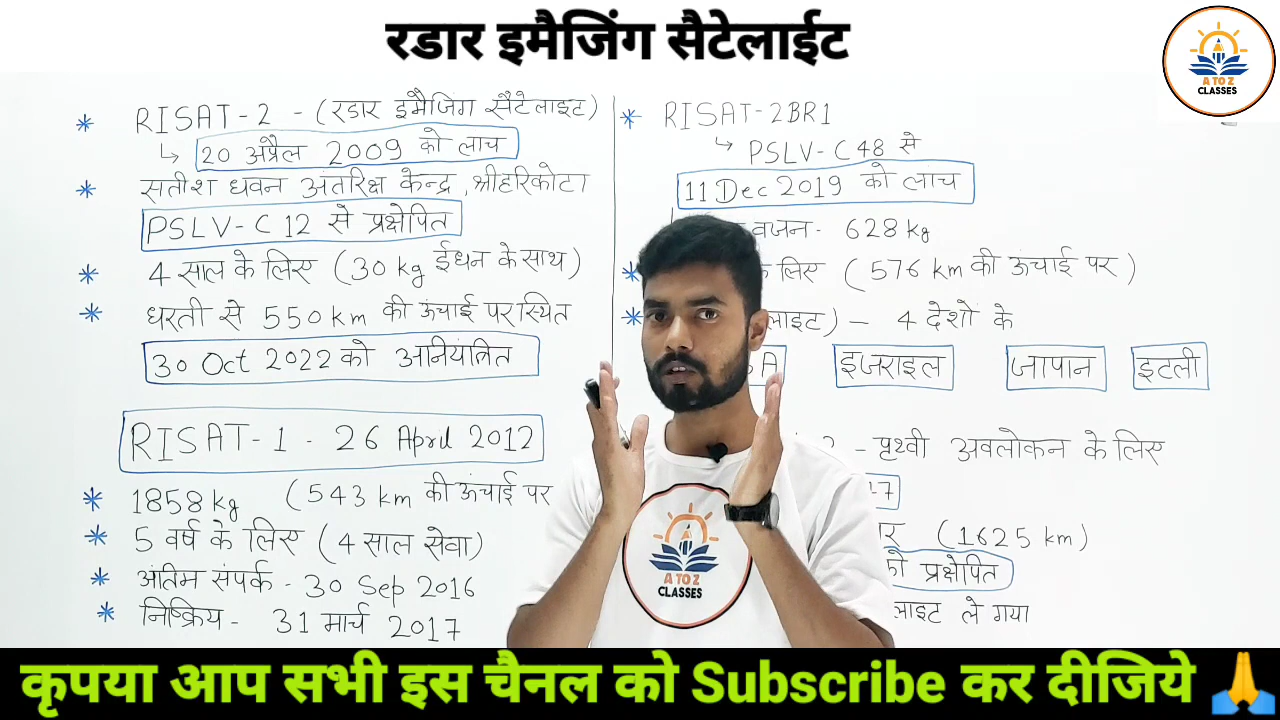 रडार इमैजिंग सैटेलाईट
A TO Z
CLASSES
* RISAT-2 - (रडार इमैजिंग सैटेलाइट)
↳ 20 अप्रैल 2009 को लाच
* सतीश धवन अंतरिक्ष केन्द्र, श्रीहरिकोटा
PSLV-C12 से प्रक्षेपित
* 4 साल के लिए (30 kg ईधन के साथ)
* धरती से 550 km की ऊंचाई पर स्थित
30 Oct 2022 को अनियंत्रित
RISAT-1 - 26 April 2012
* 1858 kg (543 km की ऊंचाई पर
* 5 वर्ष के लिए (4 साल सेवा)
* अंतिम संपर्क - 30 Sep 2016
* निष्क्रिय - 31 मार्च 2017
* RISAT-2BR1
↳ PSLV-C48 से
11 Dec 2019 को लाच
वजन - 628 kg
* के लिए (576 km की ऊंचाई पर)
* लाइट) - 4 देशो के
A इजराइल जापान इटली
- पृथ्वी अवलोकन के लिए
17
(1625 km)
को प्रक्षेपित
लाइट ले गया
A TO Z
CLASSES
कृपया आप सभी इस चैनल को Subscribe कर दीजिये 🙏